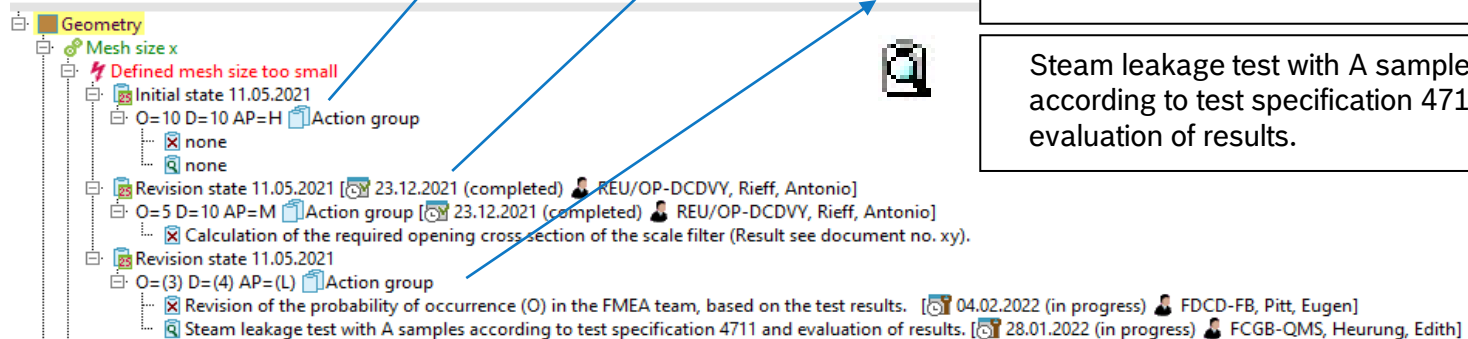 Geometry
Mesh size x
Defined mesh size too small
Initial state 11.05.2021
O=10 D=10 AP=H Action group
none
none
Revision state 11.05.2021 [ 23.12.2021 (completed) REU/OP-DCDVY, Rieff, Antonio]
O=5 D=10 AP=M Action group [ 23.12.2021 (completed) REU/OP-DCDVY, Rieff, Antonio]
Calculation of the required opening cross section of the scale filter (Result see document no. xy).
Revision state 11.05.2021
O=(3) D=(4) AP=(L) Action group
Revision of the probability of occurrence (O) in the FMEA team, based on the test results. [ 04.02.2022 (in progress) FDCD-FB, Pitt, Eugen]
Steam leakage test with A samples according to test specification 4711 and evaluation of results. [ 28.01.2022 (in progress) FCGB-QMS, Heurung, Edith]
Steam leakage test with A sample
according to test specification 471
evaluation of results.